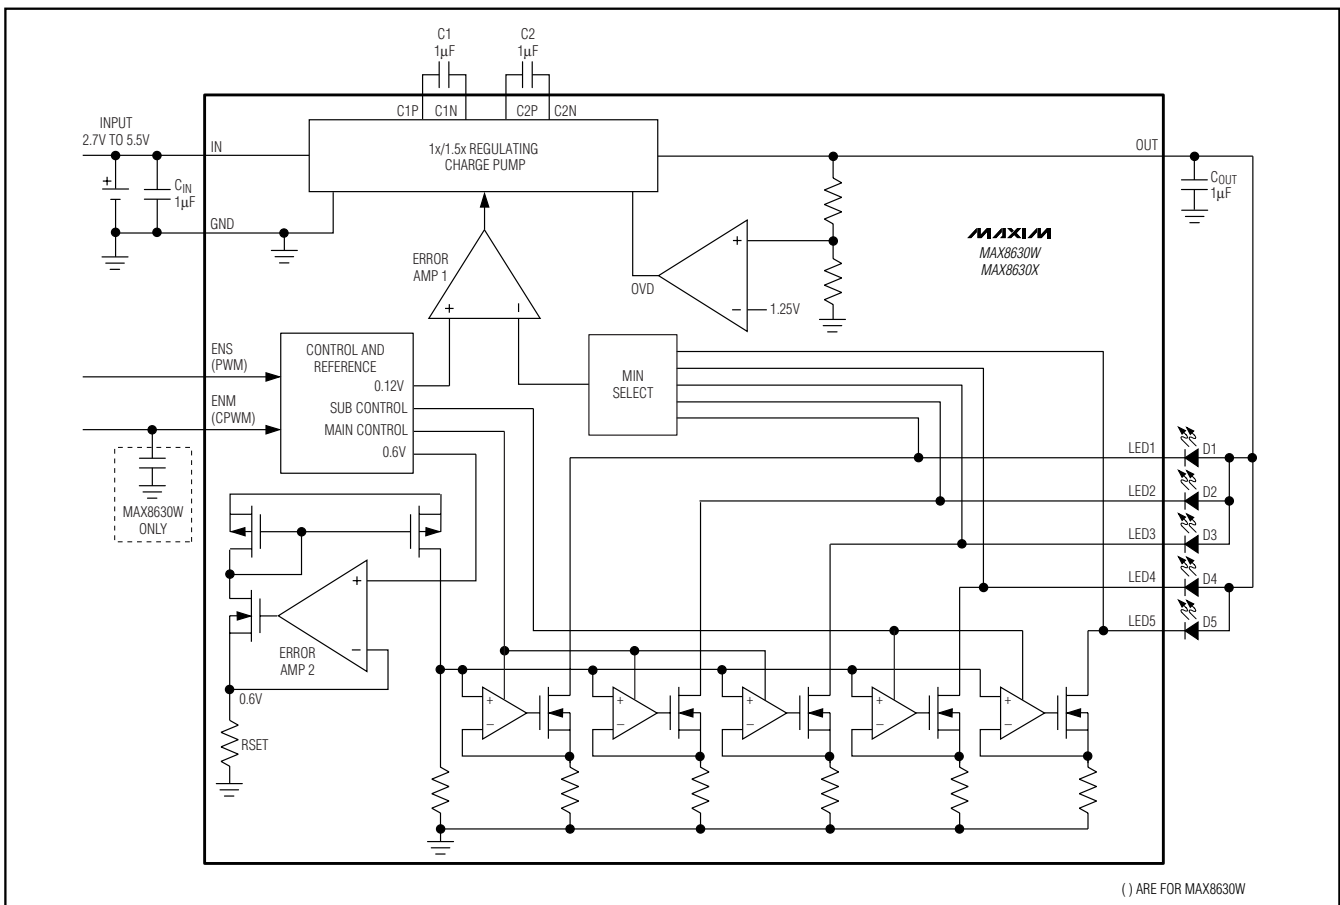 C1
1µF
C2
1µF
C1P
C1N
C2P
C2N
INPUT
2.7V TO 5.5V
IN
1x/1.5x REGULATING
CHARGE PUMP
OUT
+
CIN
1µF
COUT
1µF
GND
MAXIM
MAX8630W
MAX8630X
ERROR
AMP 1
+
−
OVD
+
−
1.25V
ENS
(PWM)
CONTROL AND
REFERENCE
0.12V
SUB CONTROL
MAIN CONTROL
0.6V
ENM
(CPWM)
MIN
SELECT
MAX8630W
ONLY
LED1
D1
LED2
D2
LED3
D3
LED4
D4
LED5
D5
ERROR
AMP 2
+
−
0.6V
RSET
+
−
+
−
+
−
+
−
+
−
( ) ARE FOR MAX8630W